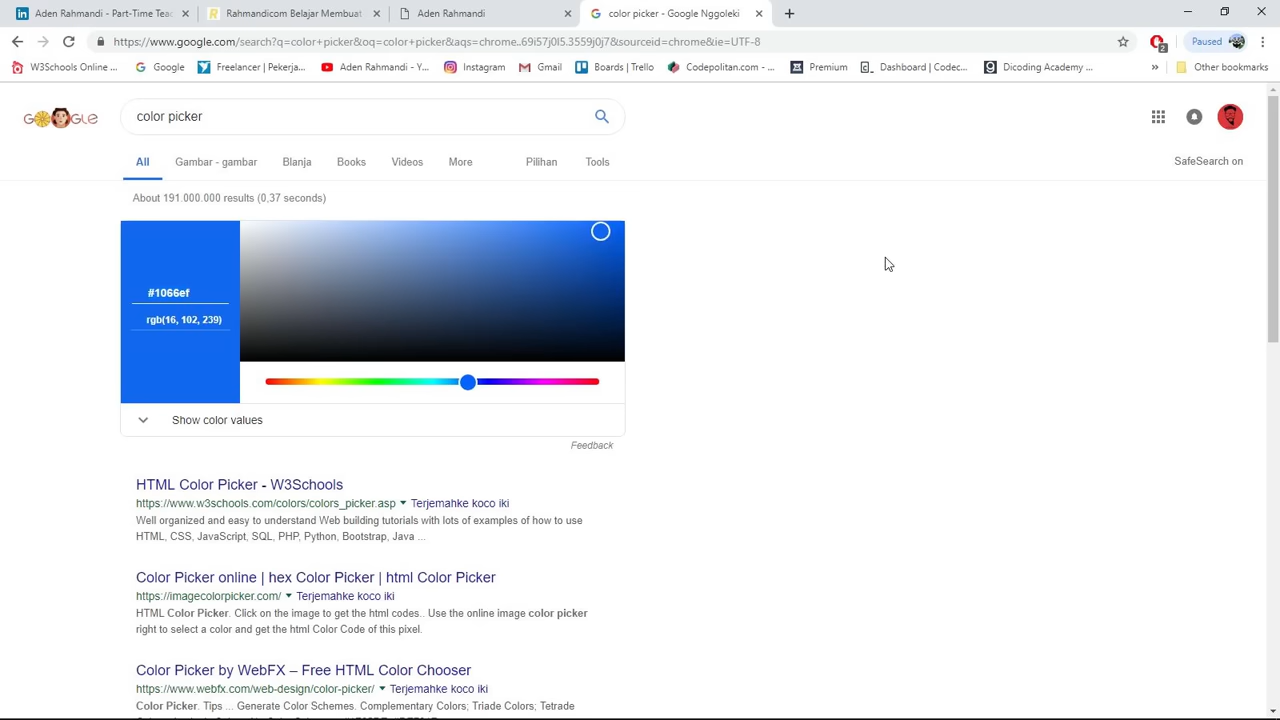 Aden Rahmandi - Part-Time Teac
Rahmandicom Belajar Membuat
Aden Rahmandi
color picker - Google Nggoleki
https://www.google.com/search?q=color+picker&oq=color+picker&aqs=chrome..69i57j0l5.3559j0j7&sourceid=chrome&ie=UTF-8
2
Paused
W3Schools Online ...
Google
Freelancer | Pekerja...
Aden Rahmandi - Y...
Instagram
Gmail
Boards | Trello
Codepolitan.com - ...
Premium
Dashboard | Codec...
Dicoding Academy ...
»
Other bookmarks
color picker
All
Gambar - gambar
Blanja
Books
Videos
More
Pilihan
Tools
SafeSearch on
About 191.000.000 results (0,37 seconds)
#1066ef
rgb(16, 102, 239)
Show color values
Feedback
HTML Color Picker - W3Schools
https://www.w3schools.com/colors/colors_picker.asp ▼ Terjemahke koco iki
Well organized and easy to understand Web building tutorials with lots of examples of how to use
HTML, CSS, JavaScript, SQL, PHP, Python, Bootstrap, Java ...
Color Picker online | hex Color Picker | html Color Picker
https://imagecolorpicker.com/ ▼ Terjemahke koco iki
HTML Color Picker. Click on the image to get the html codes.. Use the online image color picker
right to select a color and get the html Color Code of this pixel.
Color Picker by WebFX – Free HTML Color Chooser
https://www.webfx.com/web-design/color-picker/ ▼ Terjemahke koco iki
Color Picker. Tips ... Generate Color Schemes. Complementary Colors; Triade Colors; Tetrade